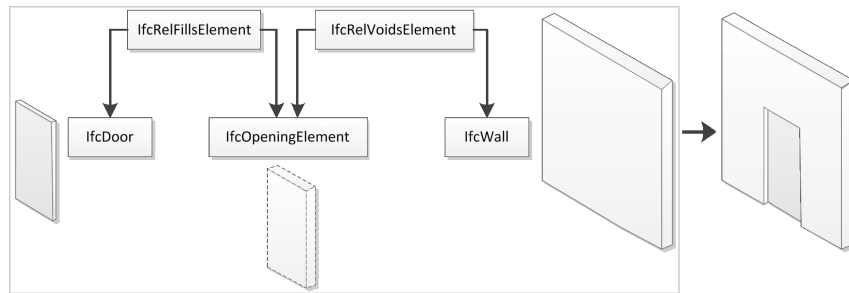 IfcRelFillsElement
IfcRelVoidsElement
IfcDoor
IfcOpeningElement
IfcWall